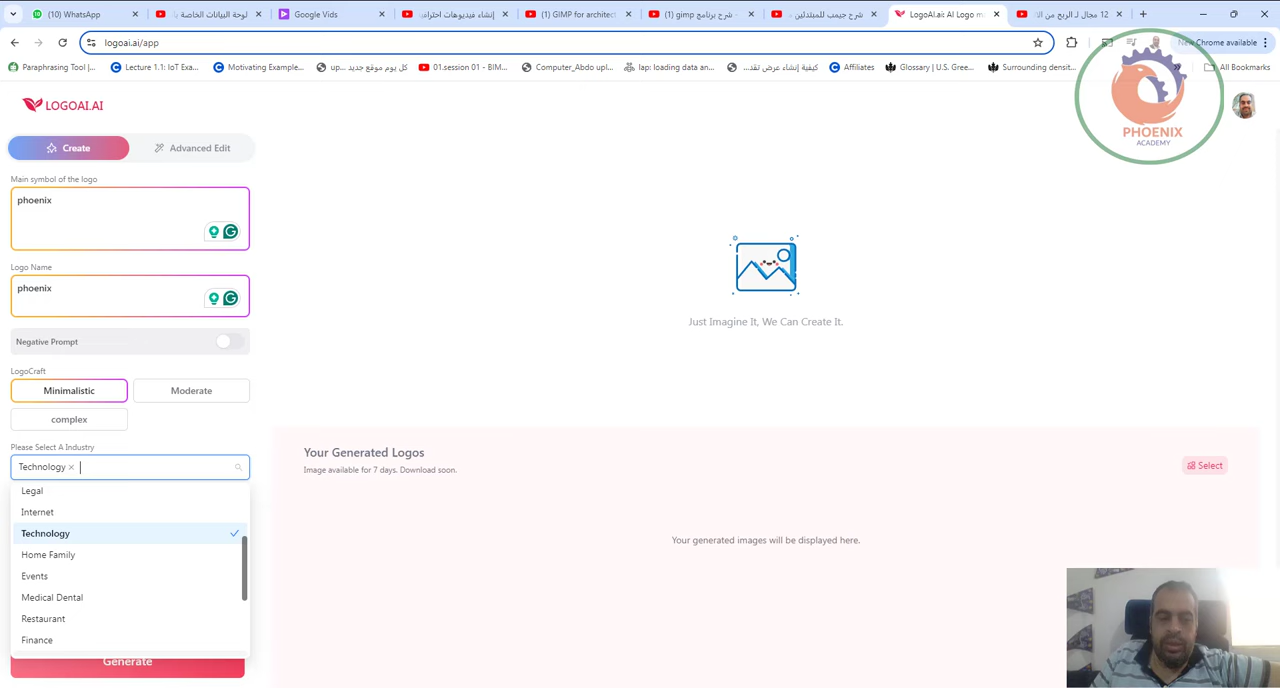 (10) WhatsApp
لوحة البيانات الخاصة با
Google Vids
إنشاء فيديوهات احترافي
(1) GIMP for architect
(1) gimp شرح برنامج -
شرح جيمب للمبتدئين
LogoAI.ai: AI Logo m
12 مجال لـ الربح من الا
logoai.ai/app
New Chrome available
Paraphrasing Tool |...
Lecture 1.1: IoT Exa...
Motivating Example...
كل يوم موقع جديد ...up
01.session 01 - BIM...
Computer_Abdo upl...
lap: loading data an...
كيفية إنشاء عرض تقد...
Affiliates
Glossary | U.S. Gree...
Surrounding densit...
All Bookmarks
LOGOAI.AI
PHOENIX
ACADEMY
Create
Advanced Edit
Main symbol of the logo
phoenix
Logo Name
phoenix
Negative Prompt
LogoCraft
Minimalistic
Moderate
complex
Please Select A Industry
Technology ×
Legal
Internet
Technology
Home Family
Events
Medical Dental
Restaurant
Finance
Generate
Just Imagine It, We Can Create It.
Your Generated Logos
Image available for 7 days. Download soon.
Select
Your generated images will be displayed here.